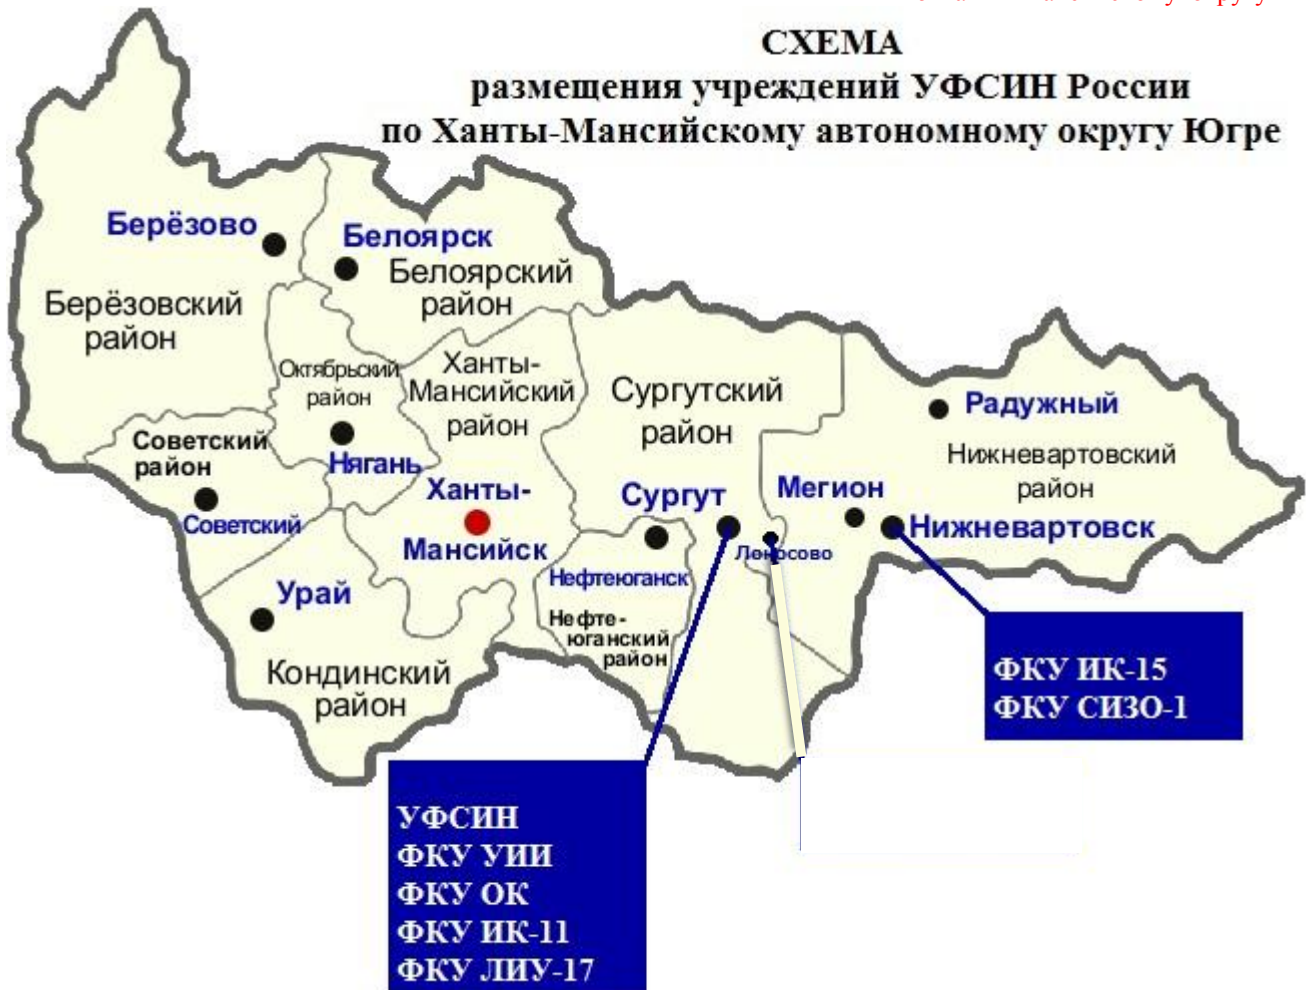 СХЕМА
размещения учреждений УФСИН России
по Ханты-Мансийскому автономному округу Югре
Берёзово
Белоярск
Белоярский
район
Берёзовский
район
Октябрьский
район
Ханты-
Мансийский
район
Сургутский
район
Радужный
Советский
район
Нягань
Нижневартовский
район
Ханты-
Мансийск
Сургут
Мегион
Нижневартовск
Советский
Нефтеюганск
Урай
Нефте-
юганский
район
Кондинский
район
ФКУ ИК-15
ФКУ СИЗО-1
УФСИН
ФКУ УИИ
ФКУ ОК
ФКУ ИК-11
ФКУ ЛИУ-17